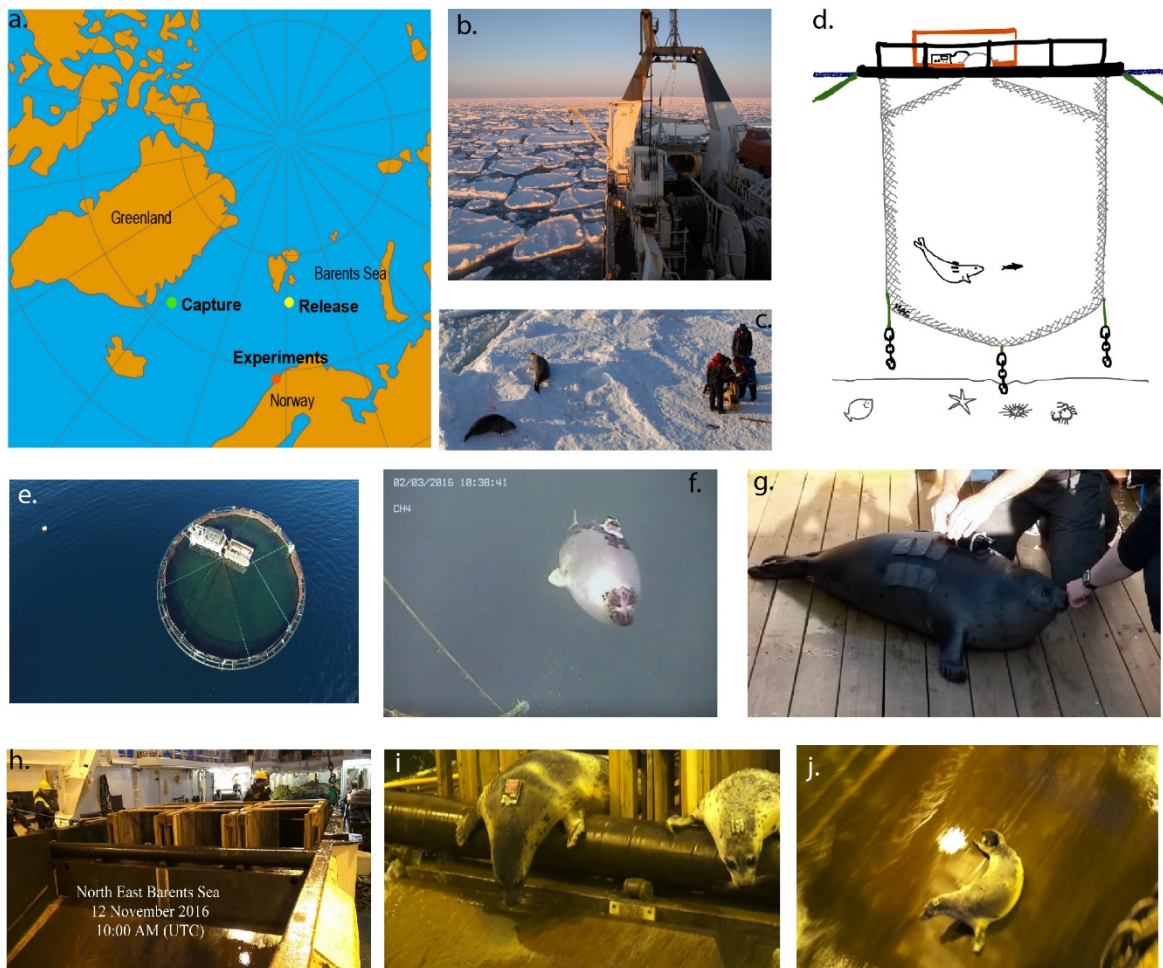 a.
Greenland
Barents Sea
Capture
Release
Experiments
Norway
b.
c.
d.
MAC
e.
02/03/2016 10:38:41
CH4
f.
g.
h.
North East Barents Sea
12 November 2016
10:00 AM (UTC)
i
j.